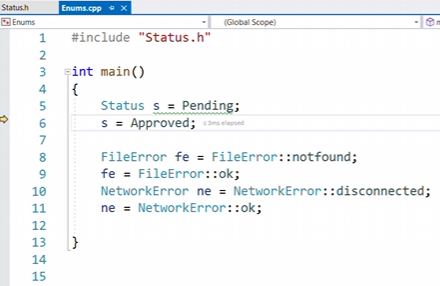 Status.h
Enums.cpp
Enums
(Global Scope)
1 #include "Status.h"
2
3 int main()
4 {
5 Status s = Pending;
6 s = Approved; ≤ 3ms elapsed
7
8 FileError fe = FileError::notfound;
9 fe = FileError::ok;
10 NetworkError ne = NetworkError::disconnected;
11 ne = NetworkError::ok;
12
13 }
14
15